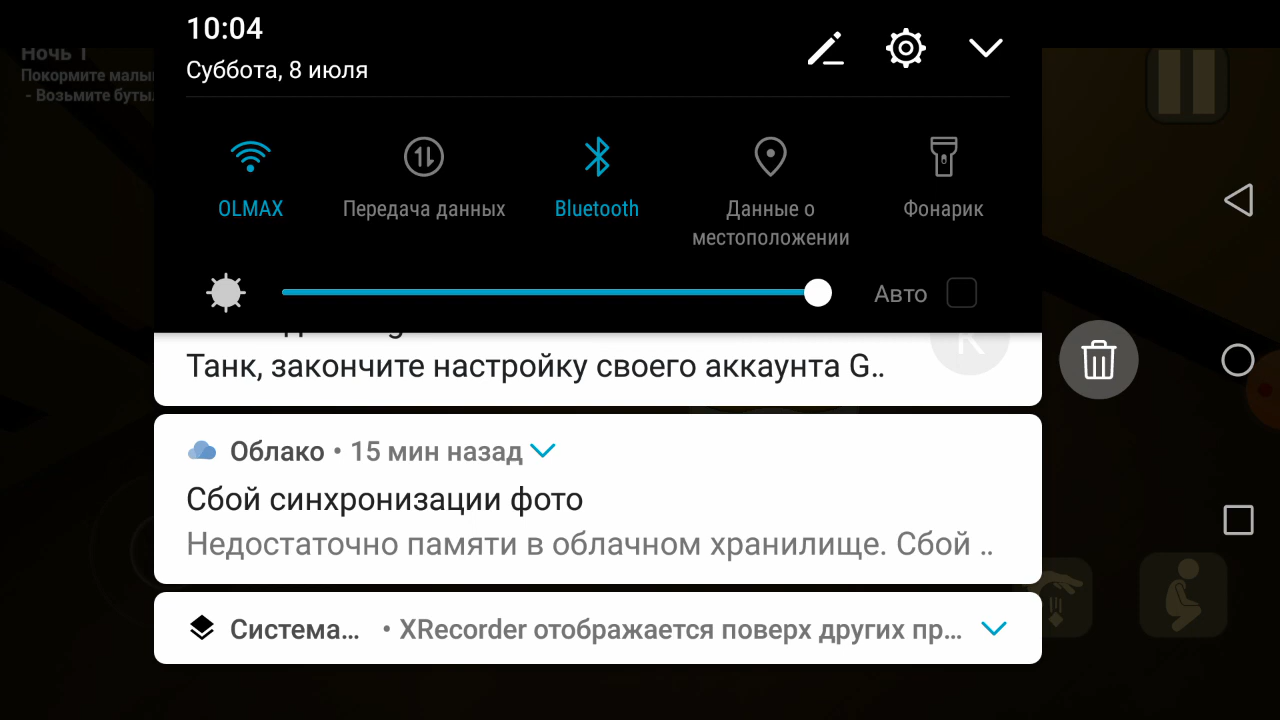 10:04
Суббота, 8 июля
Ночь 1
Покормите малы
- Возьмите буты
OLMAX
Передача данных
Bluetooth
Данные о
местоположении
Фонарик
Авто
Танк, закончите настройку своего аккаунта G..
Облако • 15 мин назад
Сбой синхронизации фото
Недостаточно памяти в облачном хранилище. Сбой ..
Система... • XRecorder отображается поверх других пр...